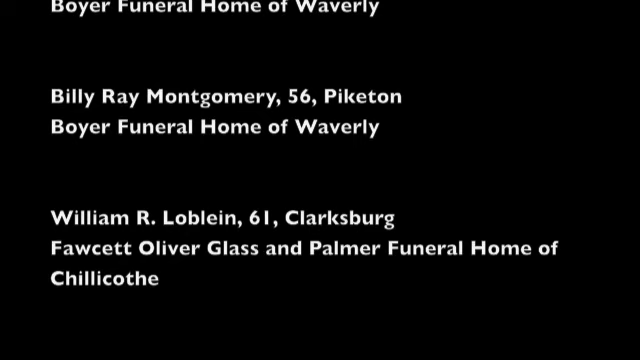 Boyer Funeral Home of Waverly
Billy Ray Montgomery, 56, Piketon
Boyer Funeral Home of Waverly
William R. Loblein, 61, Clarksburg
Fawcett Oliver Glass and Palmer Funeral Home of
Chillicothe